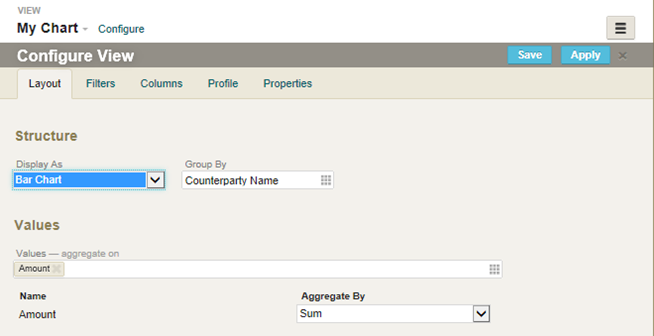 VIEW
My Chart Configure
Configure View Save Apply
Layout Filters Columns Profile Properties
Structure
Display As Group By
Bar Chart Counterparty Name
Values
Values — aggregate on
Amount
Name Aggregate By
Amount Sum